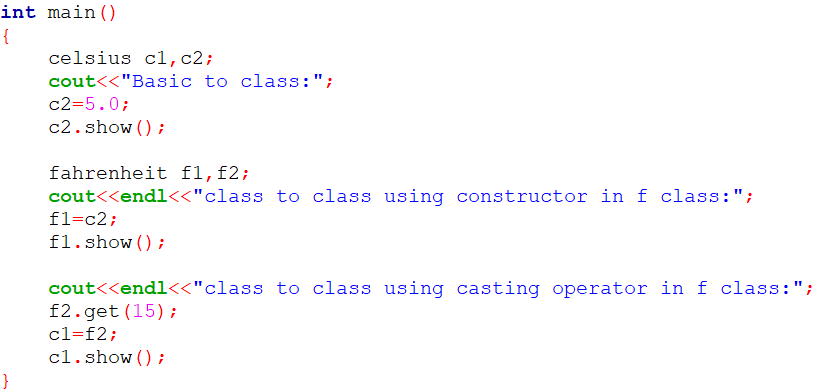 int main()
{
    celsius c1,c2;
    cout<<"Basic to class:";
    c2=5.0;
    c2.show();

    fahrenheit f1,f2;
    cout<<endl<<"class to class using constructor in f class:";
    f1=c2;
    f1.show();

    cout<<endl<<"class to class using casting operator in f class:";
    f2.get(15);
    c1=f2;
    c1.show();
}